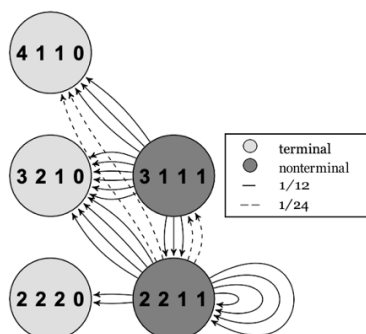 4 1 1 0
3 2 1 0
3 1 1 1
2 2 2 0
2 2 1 1
terminal
nonterminal
1/12
1/24